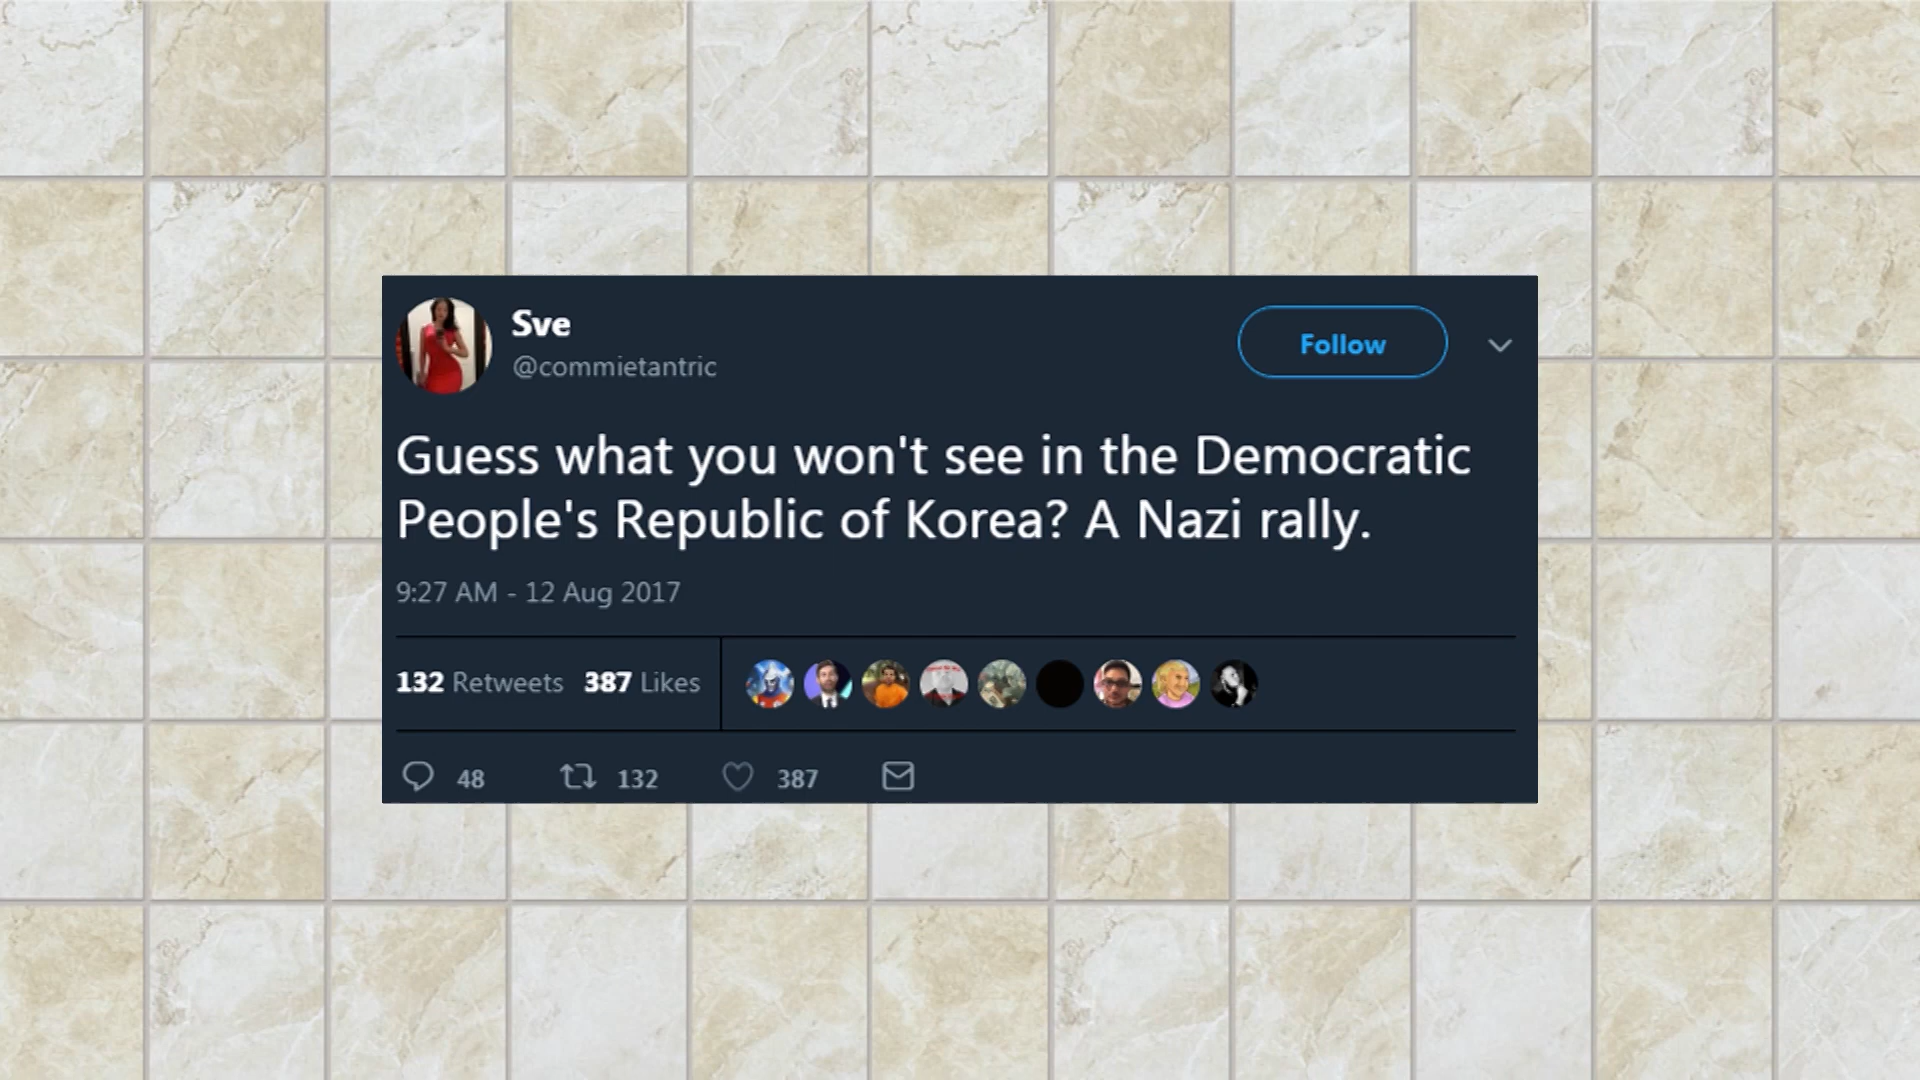 Sve
@commietantric
Follow
Guess what you won't see in the Democratic
People's Republic of Korea? A Nazi rally.
9:27 AM - 12 Aug 2017
132 Retweets 387 Likes
48 132 387